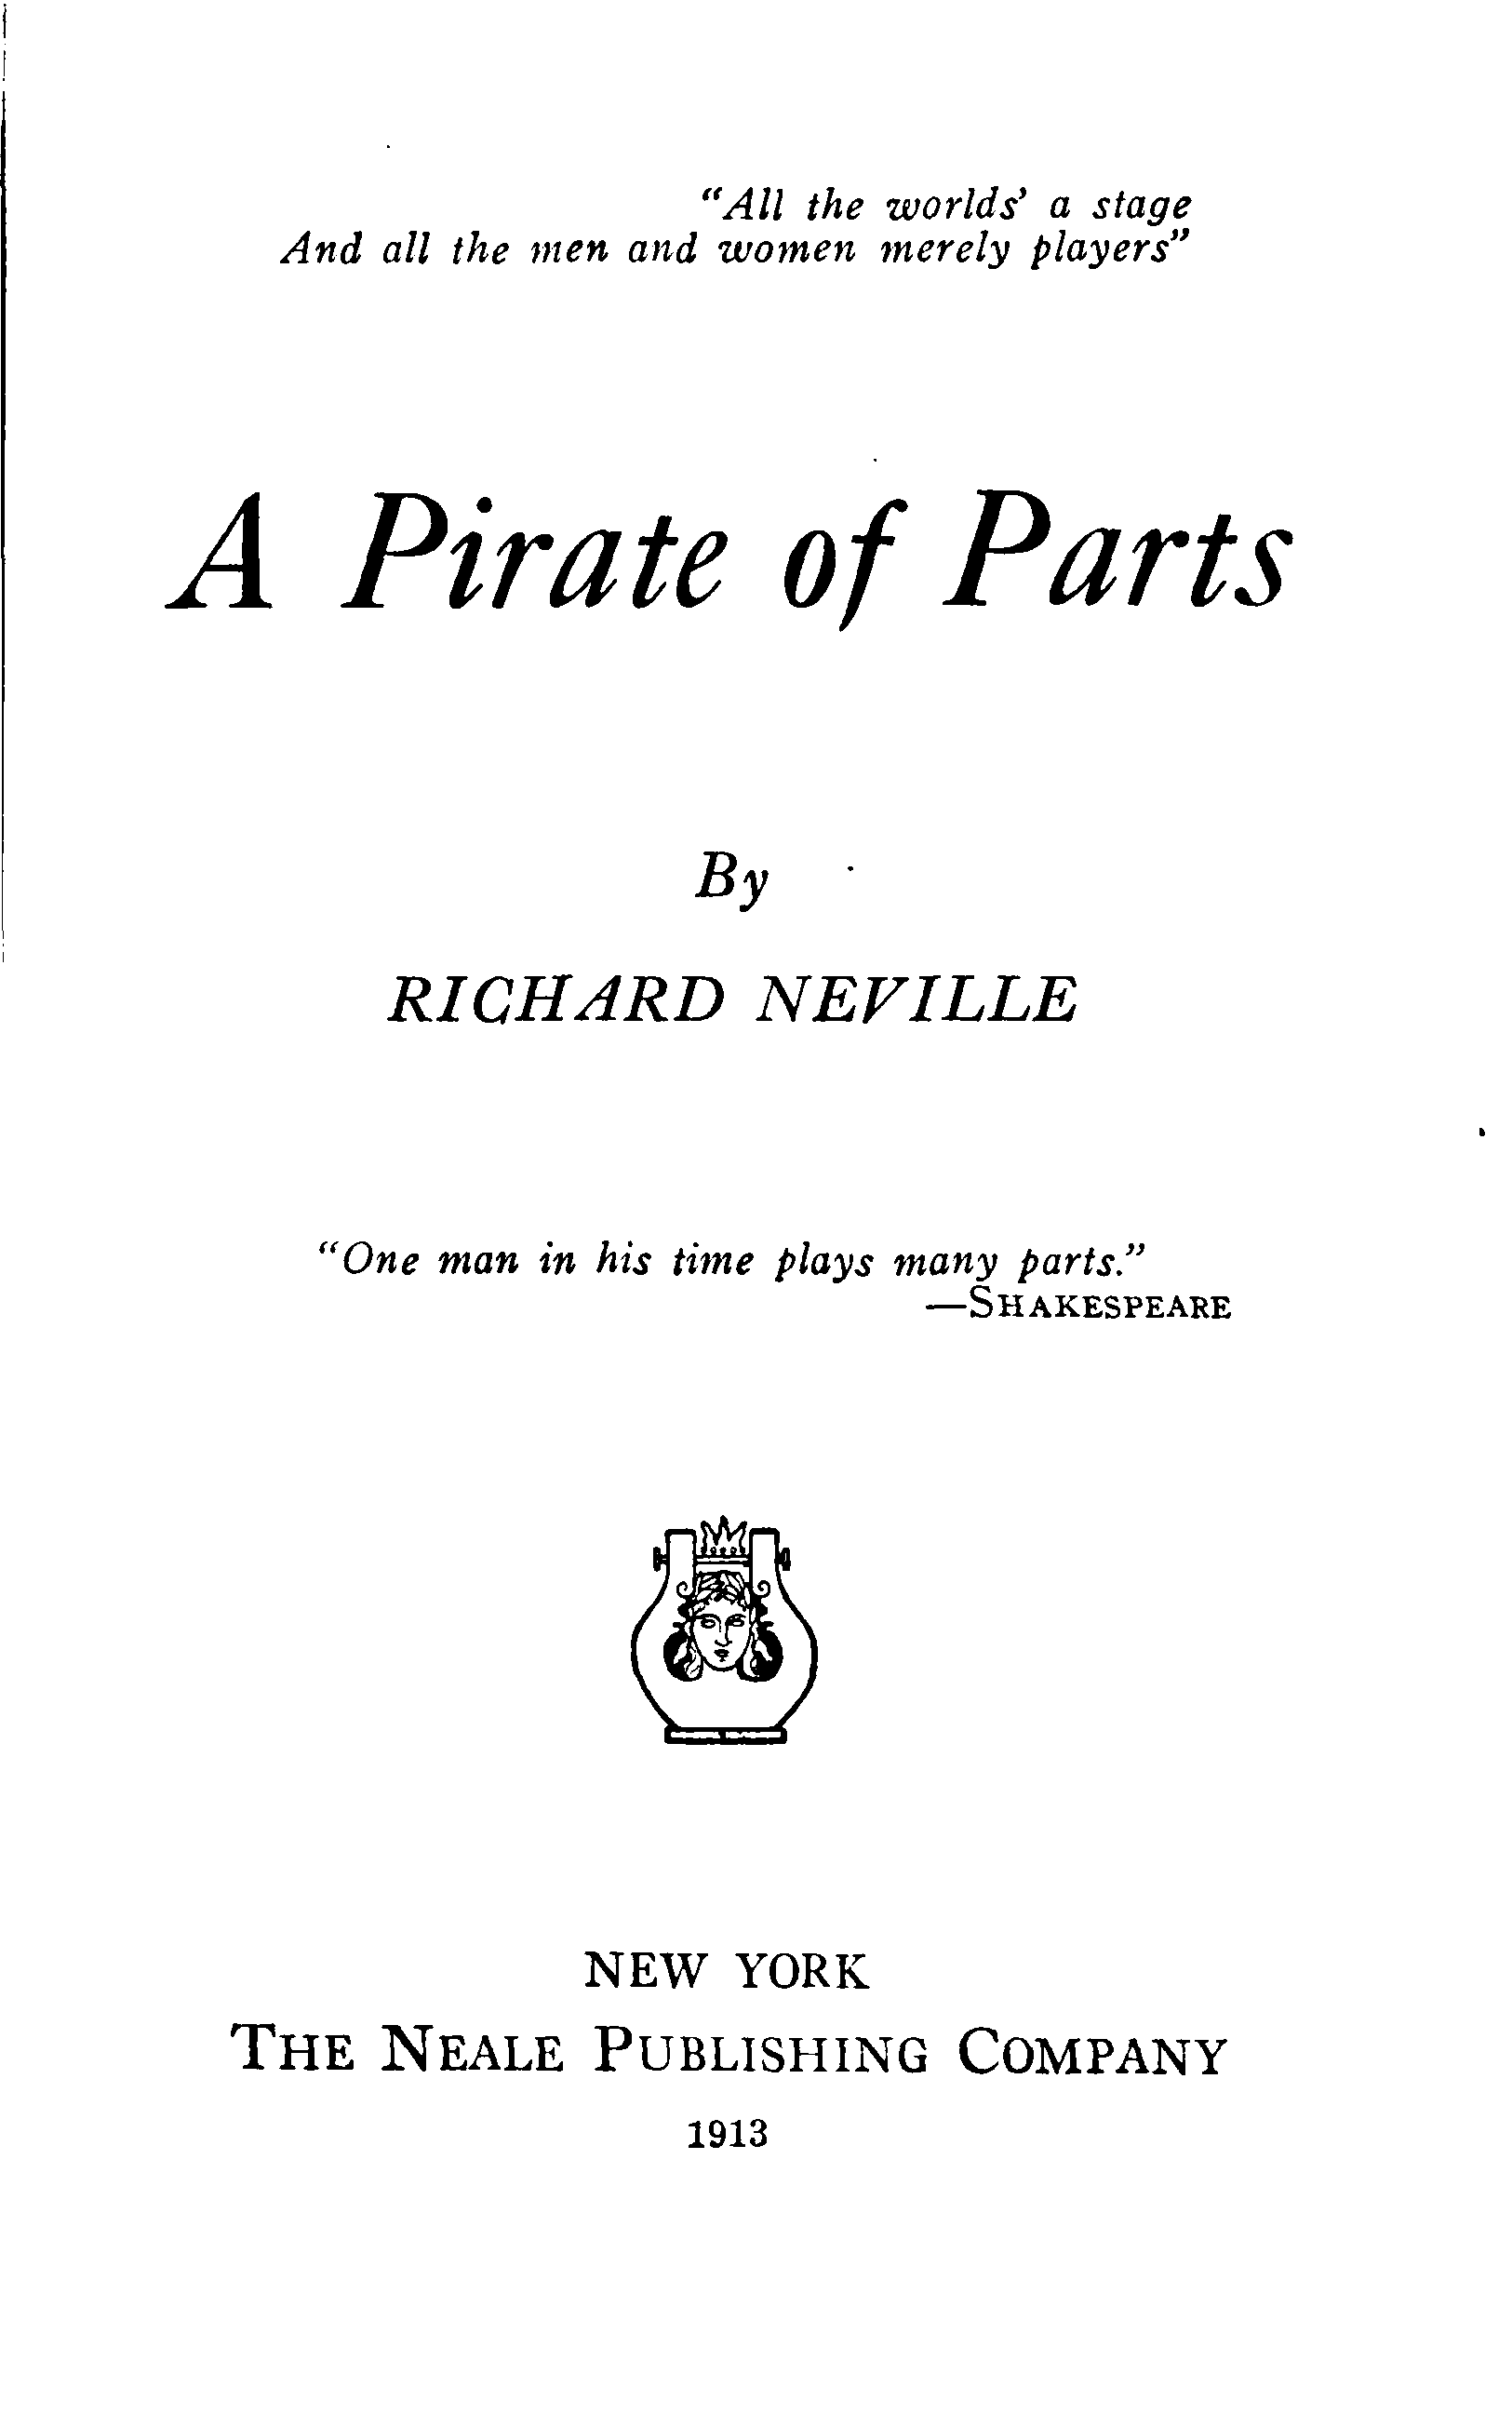 "All the worlds' a stage
And all the men and women merely players"
A Pirate of Parts
By
RICHARD NEVILLE
"One man in his time plays many parts."
—SHAKESPEARE
NEW YORK
THE NEALE PUBLISHING COMPANY
1913